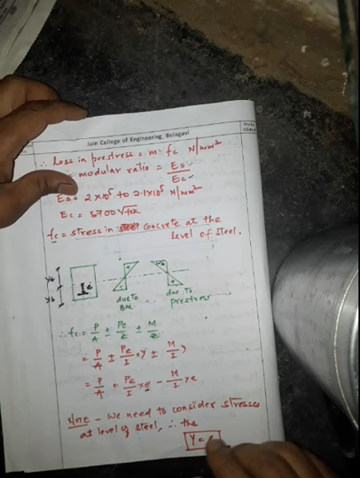 Jain College of Engineering, Belagavi
∴ Loss in prestress = m· fc N/mm²
= modular ratio = Es / Ec
Es = 2×10⁵ to 2·1×10⁵ N/mm²
Ec = 5700√fck
fc = stress in concrete at the
level of steel.
due to
BM
due to
prestress
∴ fc = P/A ± Pe/Z ± M/Z
= P/A ± Pe/I × y ± M/I y
= P/A + Pe/I × e - M/I × e
Note - we need to consider stresses
at level of steel, ∴ the
y =